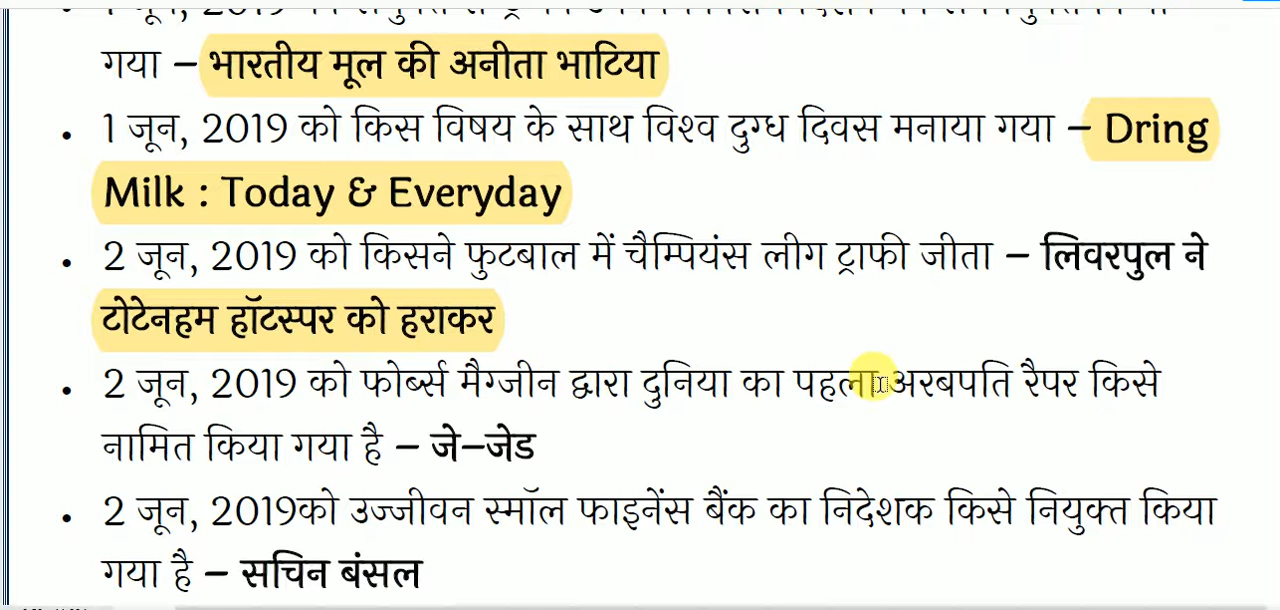 गया – भारतीय मूल की अनीता भाटिया
• 1 जून, 2019 को किस विषय के साथ विश्व दुग्ध दिवस मनाया गया – Dring
Milk : Today & Everyday
• 2 जून, 2019 को किसने फुटबाल में चैम्पियंस लीग ट्राफी जीता – लिवरपुल ने
टोटेनहम हॉटस्पर को हराकर
• 2 जून, 2019 को फोर्ब्स मैग्जीन द्वारा दुनिया का पहला अरबपति रैपर किसे
नामित किया गया है – जे–जेड
• 2 जून, 2019को उज्जीवन स्मॉल फाइनेंस बैंक का निदेशक किसे नियुक्त किया
गया है – सचिन बंसल